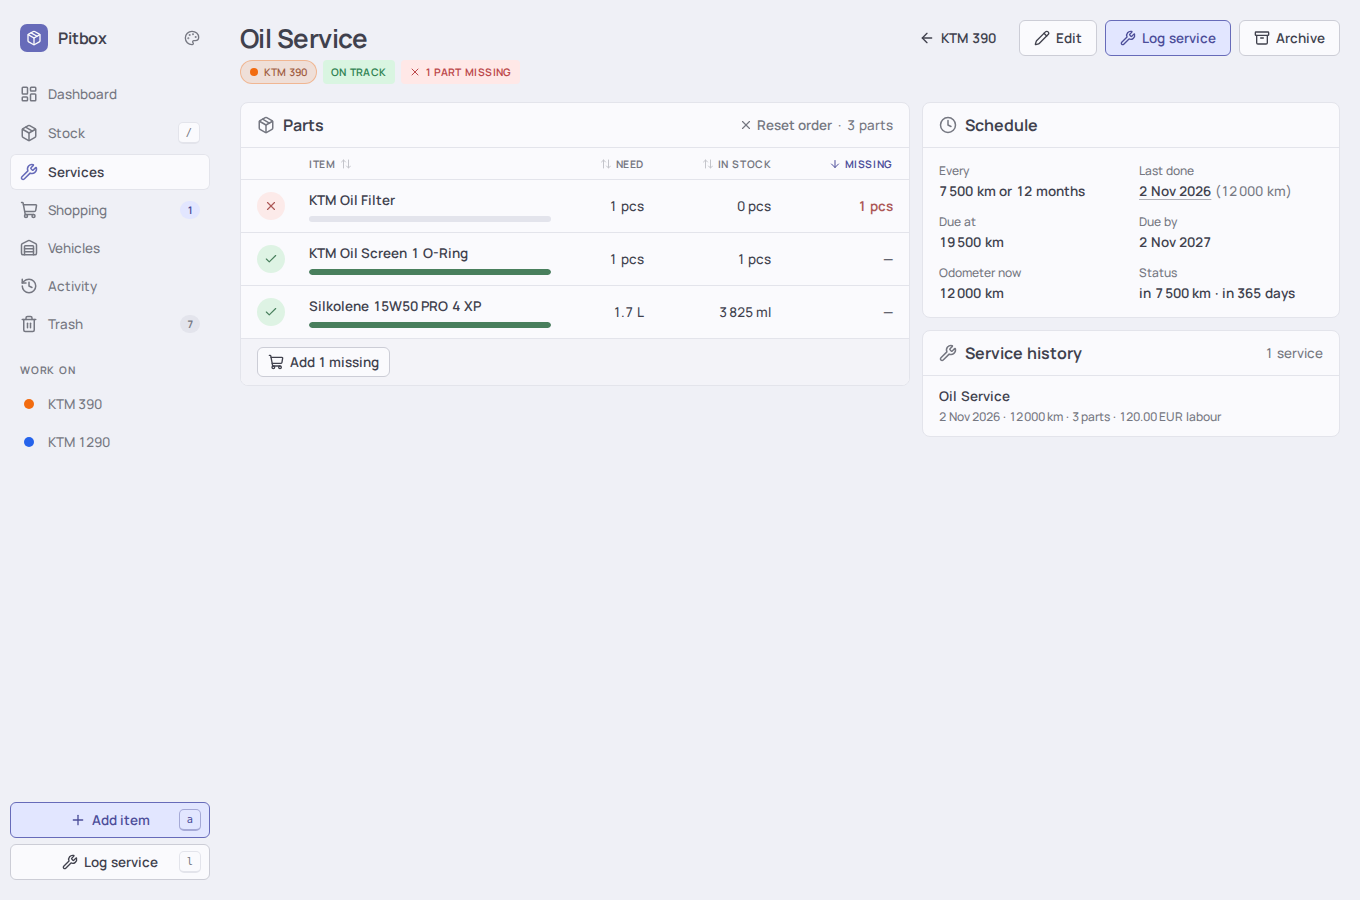 Pitbox
Dashboard
Stock /
Services
Shopping 1
Vehicles
Activity
Trash 7
WORK ON
KTM 390
KTM 1290
Add item a
Log service l
Oil Service
KTM 390 ON TRACK 1 PART MISSING
KTM 390 Edit Log service Archive
Parts Reset order · 3 parts
ITEM NEED IN STOCK MISSING
KTM Oil Filter 1 pcs 0 pcs 1 pcs
KTM Oil Screen 1 O-Ring 1 pcs 1 pcs –
Silkolene 15W50 PRO 4 XP 1.7 L 3 825 ml –
Add 1 missing
Schedule
Every Last done
7 500 km or 12 months 2 Nov 2026 (12 000 km)
Due at Due by
19 500 km 2 Nov 2027
Odometer now Status
12 000 km in 7 500 km · in 365 days
Service history 1 service
Oil Service
2 Nov 2026 · 12 000 km · 3 parts · 120.00 EUR labour